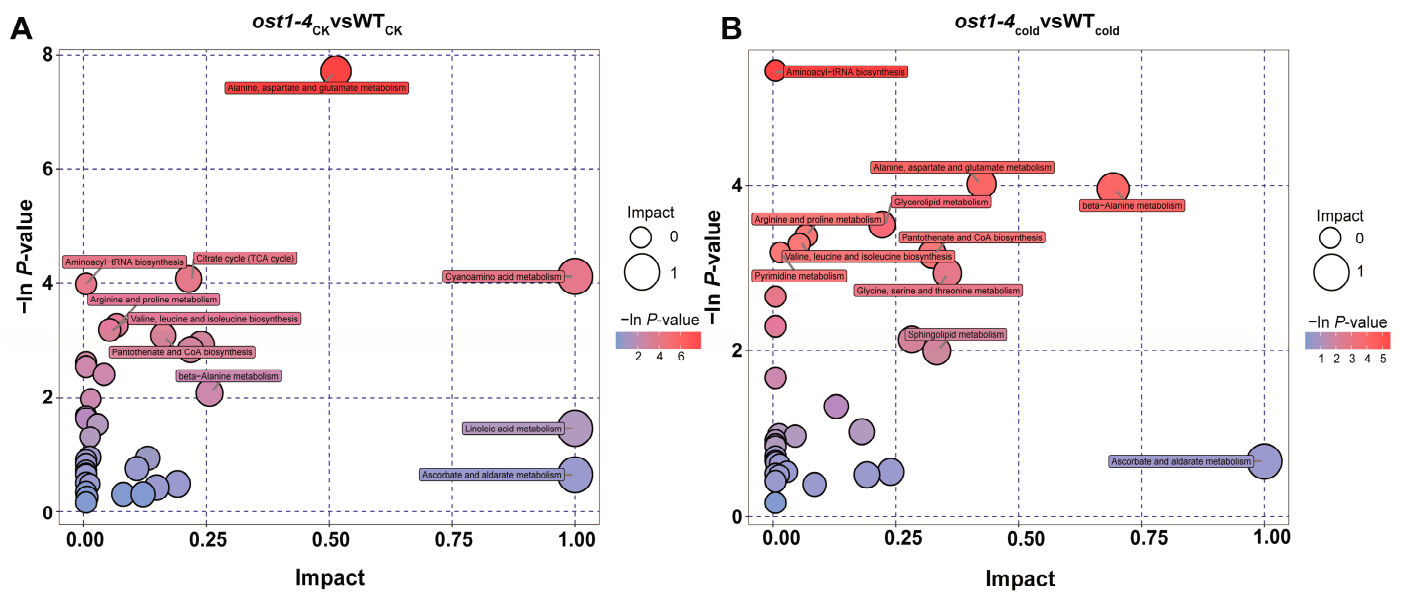 A
ost1-4CKvsWTCK
−ln P-value
8
6
4
2
0
0.00 0.25 0.50 0.75 1.00
Impact
Alanine, aspartate and glutamate metabolism
Aminoacyl−tRNA biosynthesis
Citrate cycle (TCA cycle)
Cyanoamino acid metabolism
Arginine and proline metabolism
Valine, leucine and isoleucine biosynthesis
Pantothenate and CoA biosynthesis
beta−Alanine metabolism
Linoleic acid metabolism
Ascorbate and aldarate metabolism
Impact
0
1
−ln P-value
2 4 6
B
ost1-4coldvsWTcold
−ln P-value
4
2
0
0.00 0.25 0.50 0.75 1.00
Impact
Aminoacyl−tRNA biosynthesis
Alanine, aspartate and glutamate metabolism
Glycerolipid metabolism
beta−Alanine metabolism
Arginine and proline metabolism
Pantothenate and CoA biosynthesis
Valine, leucine and isoleucine biosynthesis
Pyrimidine metabolism
Glycine, serine and threonine metabolism
Sphingolipid metabolism
Ascorbate and aldarate metabolism
Impact
0
1
−ln P-value
1 2 3 4 5